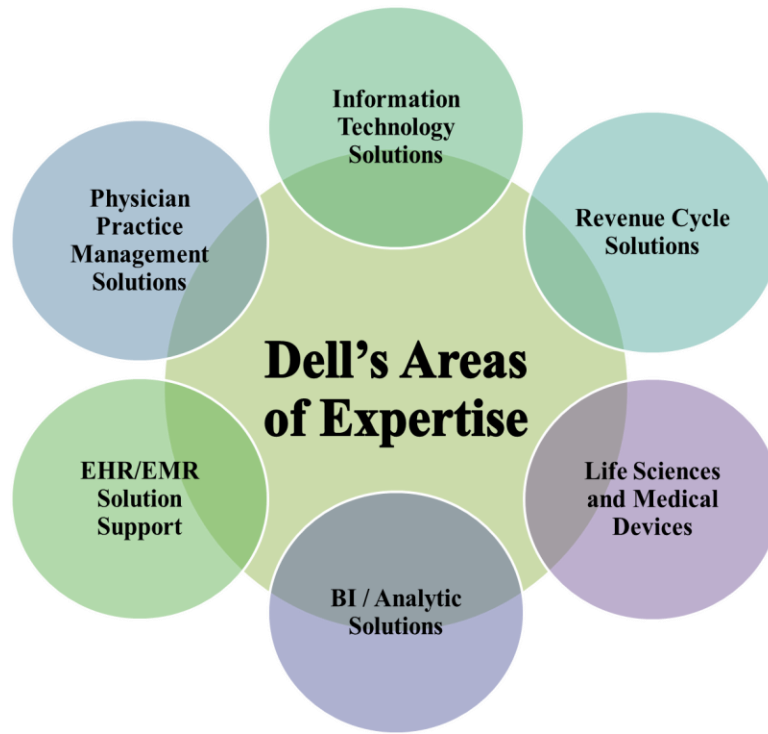 Information
Technology
Solutions
Physician
Practice
Management
Solutions
Revenue Cycle
Solutions
Dell’s Areas
of Expertise
EHR/EMR
Solution
Support
Life Sciences
and Medical
Devices
BI / Analytic
Solutions